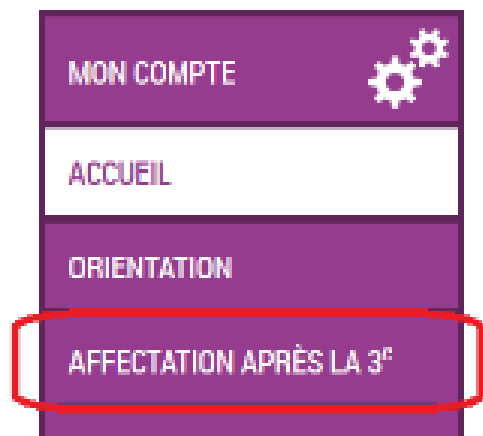 MON COMPTE
ACCUEIL
ORIENTATION
AFFECTATION APRÈS LA 3ᵉ